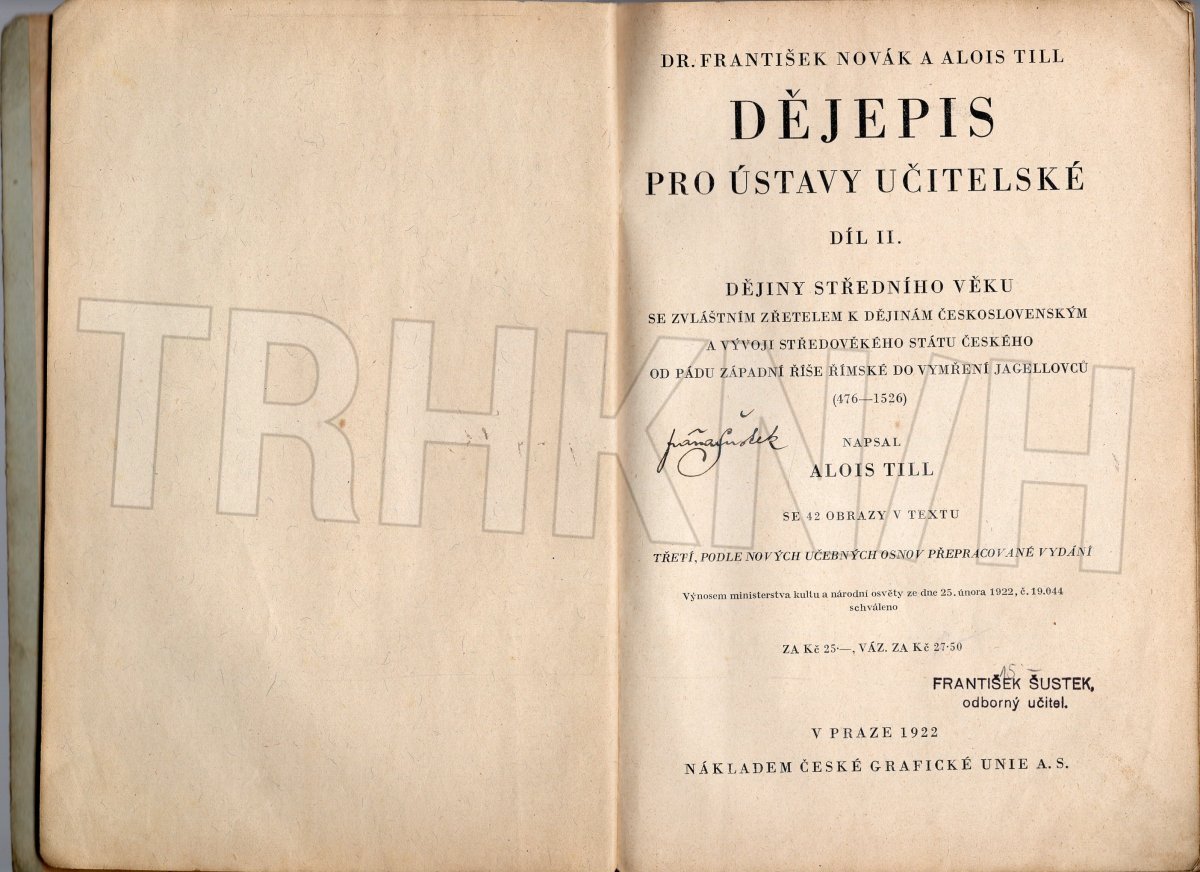 DR. FRANTIŠEK NOVÁK A ALOIS TILL
DĚJEPIS
PRO ÚSTAVY UČITELSKÉ
DÍL II.
DĚJINY STŘEDNÍHO VĚKU
SE ZVLÁŠTNÍM ZŘETELEM K DĚJINÁM ČESKOSLOVENSKÝM
A VÝVOJI STŘEDOVĚKÉHO STÁTU ČESKÉHO
OD PÁDU ZÁPADNÍ ŘÍŠE ŘÍMSKÉ DO VYMŘENÍ JAGELLOVCŮ
(476—1526)
Šustek
NAPSAL
ALOIS TILL
SE 42 OBRAZY V TEXTU
TŘETÍ, PODLE NOVÝCH UČEBNÝCH OSNOV PŘEPRACOVANÉ VYDÁNÍ
Výnosem ministerstva kultu a národní osvěty ze dne 25. února 1922, č. 19.044
schváleno
ZA Kč 25·—, VÁZ. ZA Kč 27·50
15
FRANTIŠEK ŠUSTEK,
odborný učitel.
V PRAZE 1922
NÁKLADEM ČESKÉ GRAFICKÉ UNIE A. S.
TRHKNIH